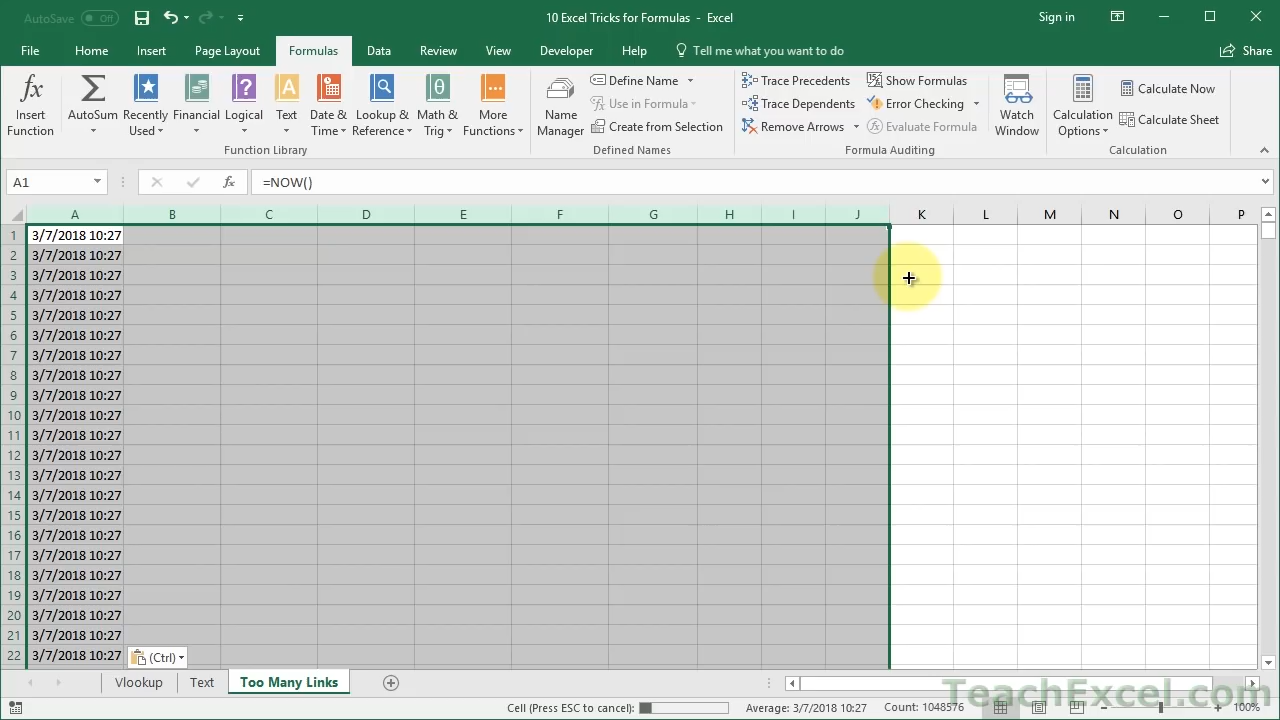 AutoSave Off
10 Excel Tricks for Formulas - Excel
Sign in
File Home Insert Page Layout Formulas Data Review View Developer Help Tell me what you want to do Share
Insert Function
AutoSum
Recently Used
Financial
Logical
Text
Date & Time
Lookup & Reference
Math & Trig
More Functions
Function Library
Name Manager
Define Name
Use in Formula
Create from Selection
Defined Names
Trace Precedents
Trace Dependents
Remove Arrows
Show Formulas
Error Checking
Evaluate Formula
Formula Auditing
Watch Window
Calculation Options
Calculate Now
Calculate Sheet
Calculation
A1 fx =NOW()
A B C D E F G H I J K L M N O P
1 3/7/2018 10:27
2 3/7/2018 10:27
3 3/7/2018 10:27
4 3/7/2018 10:27
5 3/7/2018 10:27
6 3/7/2018 10:27
7 3/7/2018 10:27
8 3/7/2018 10:27
9 3/7/2018 10:27
10 3/7/2018 10:27
11 3/7/2018 10:27
12 3/7/2018 10:27
13 3/7/2018 10:27
14 3/7/2018 10:27
15 3/7/2018 10:27
16 3/7/2018 10:27
17 3/7/2018 10:27
18 3/7/2018 10:27
19 3/7/2018 10:27
20 3/7/2018 10:27
21 3/7/2018 10:27
22 3/7/2018 10:27 (Ctrl)
Vlookup Text Too Many Links
Cell (Press ESC to cancel): Average: 3/7/2018 10:27 Count: 1048576 100%
TeachExcel.com